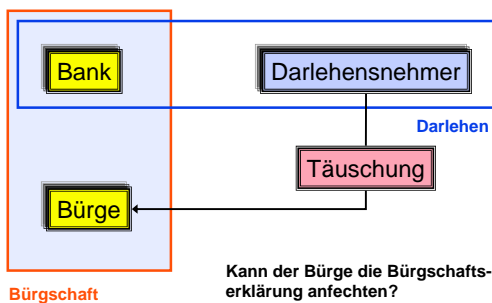 Bank
Darlehensnehmer
Darlehen
Täuschung
Bürge
Kann der Bürge die Bürgschafts-
erklärung anfechten?
Bürgschaft